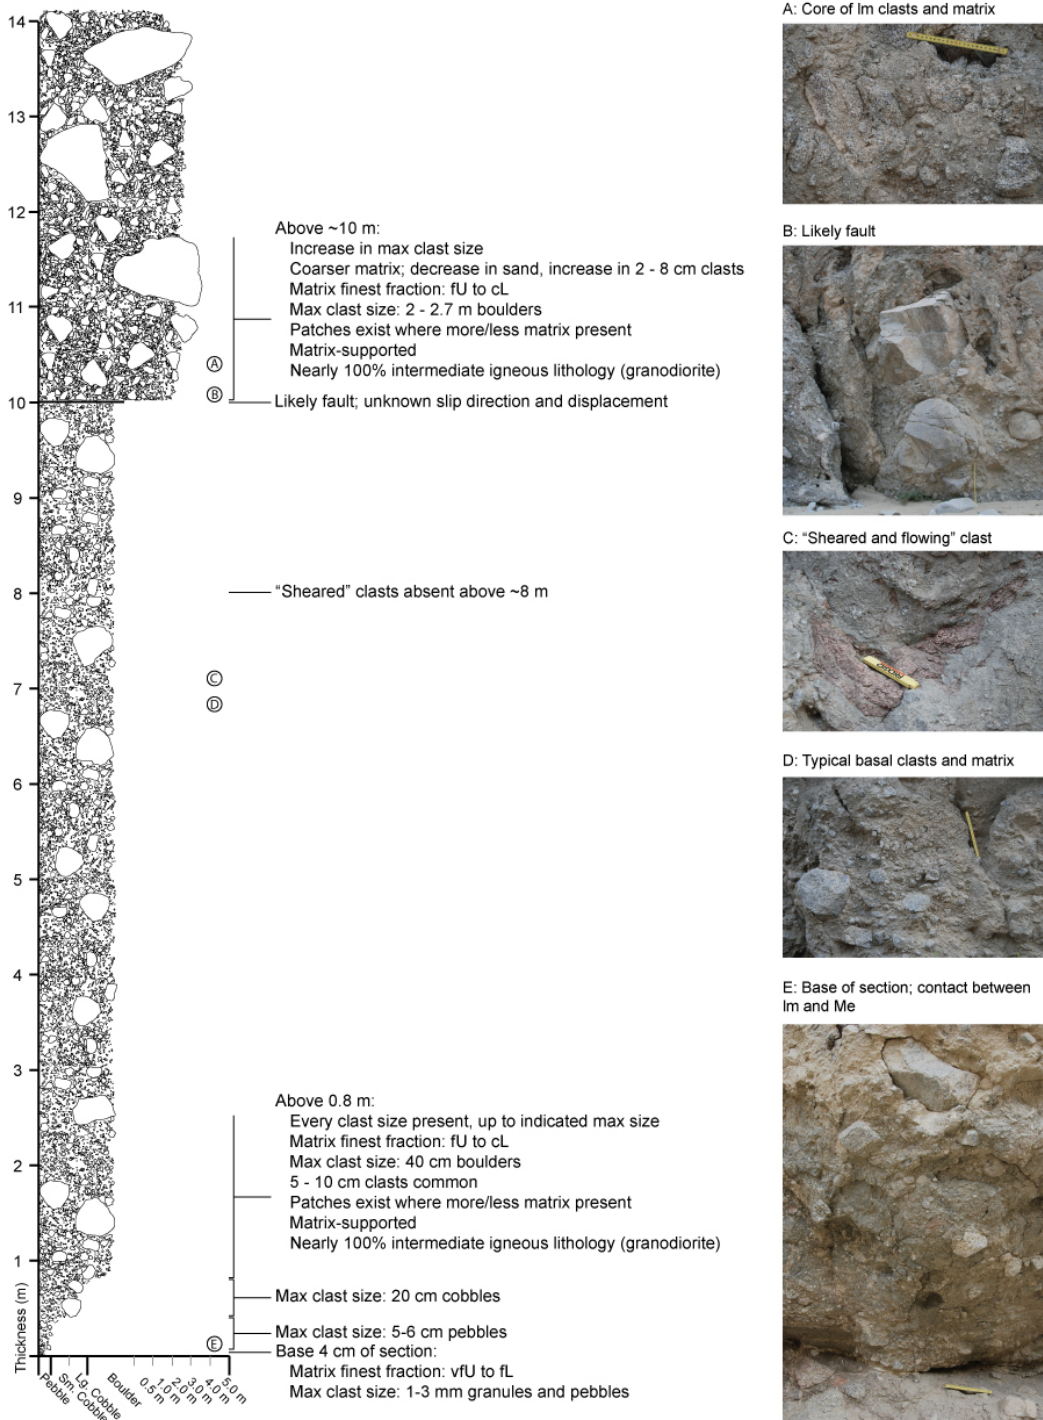 14
13
12
11
10
9
8
7
6
5
4
3
2
1
Thickness (m)
Pebble
Sm. Cobble
Lg. Cobble
Boulder
0.5 m
1.0 m
2.0 m
3.0 m
4.0 m
5.0 m
Above ~10 m:
Increase in max clast size
Coarser matrix; decrease in sand, increase in 2 - 8 cm clasts
Matrix finest fraction: fU to cL
Max clast size: 2 - 2.7 m boulders
Patches exist where more/less matrix present
Matrix-supported
Nearly 100% intermediate igneous lithology (granodiorite)
A
B
Likely fault; unknown slip direction and displacement
"Sheared" clasts absent above ~8 m
C
D
Above 0.8 m:
Every clast size present, up to indicated max size
Matrix finest fraction: fU to cL
Max clast size: 40 cm boulders
5 - 10 cm clasts common
Patches exist where more/less matrix present
Matrix-supported
Nearly 100% intermediate igneous lithology (granodiorite)
Max clast size: 20 cm cobbles
Max clast size: 5-6 cm pebbles
E
Base 4 cm of section:
Matrix finest fraction: vfU to fL
Max clast size: 1-3 mm granules and pebbles
A: Core of lm clasts and matrix
B: Likely fault
C: "Sheared and flowing" clast
D: Typical basal clasts and matrix
E: Base of section; contact between
lm and Me